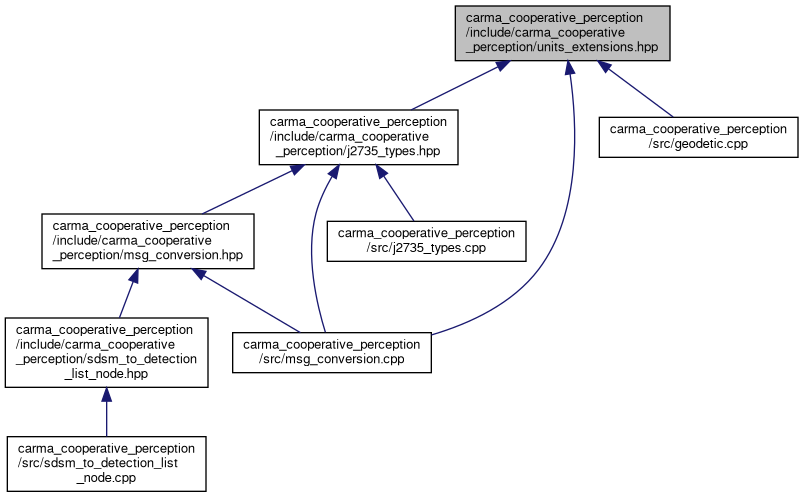 carma_cooperative_perception
/include/carma_cooperative
_perception/units_extensions.hpp
carma_cooperative_perception
/include/carma_cooperative
_perception/j2735_types.hpp
carma_cooperative_perception
/src/geodetic.cpp
carma_cooperative_perception
/include/carma_cooperative
_perception/msg_conversion.hpp
carma_cooperative_perception
/src/j2735_types.cpp
carma_cooperative_perception
/include/carma_cooperative
_perception/sdsm_to_detection
_list_node.hpp
carma_cooperative_perception
/src/msg_conversion.cpp
carma_cooperative_perception
/src/sdsm_to_detection_list
_node.cpp